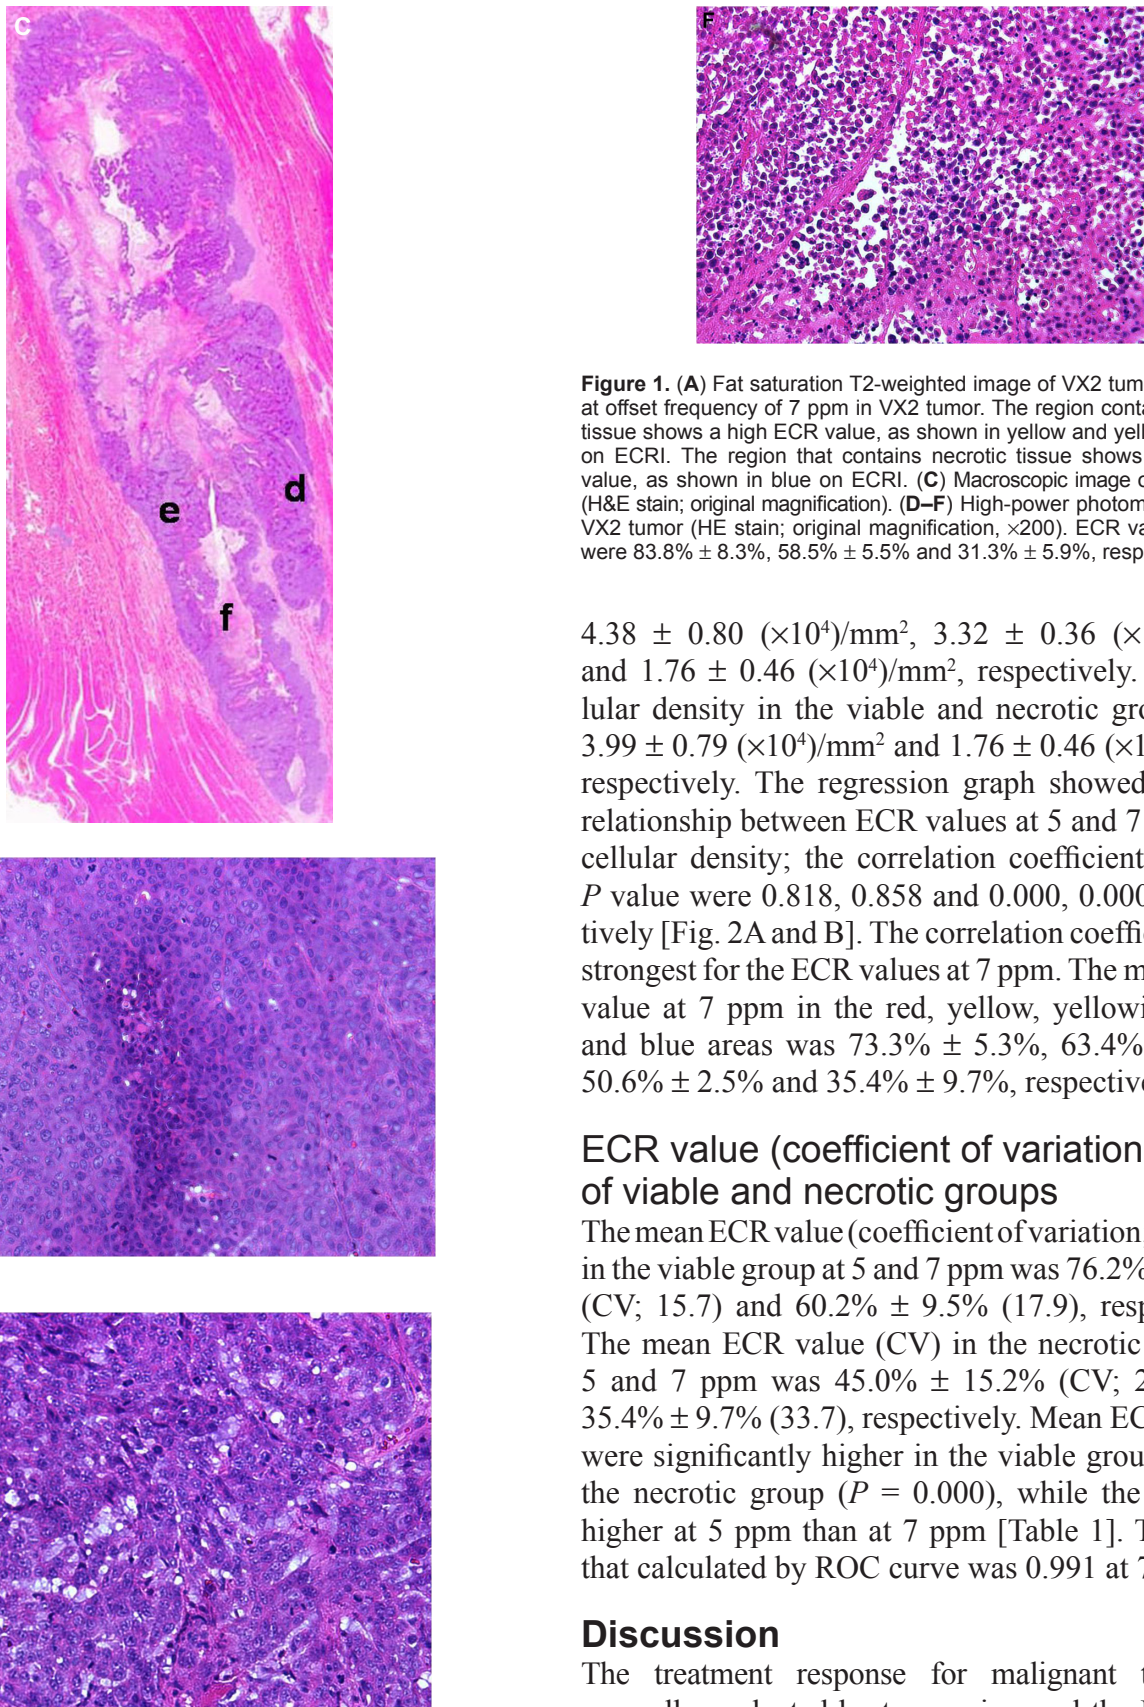 C
d
e
f
F
Figure 1. (A) Fat saturation T2-weighted image of VX2 tum
at offset frequency of 7 ppm in VX2 tumor. The region conta
tissue shows a high ECR value, as shown in yellow and yell
on ECRI. The region that contains necrotic tissue shows
value, as shown in blue on ECRI. (C) Macroscopic image o
(H&E stain; original magnification). (D–F) High-power photom
VX2 tumor (HE stain; original magnification, ×200). ECR va
were 83.8% ± 8.3%, 58.5% ± 5.5% and 31.3% ± 5.9%, resp
4.38 ± 0.80 (×10⁴)/mm², 3.32 ± 0.36 (×
and 1.76 ± 0.46 (×10⁴)/mm², respectively.
lular density in the viable and necrotic gro
3.99 ± 0.79 (×10⁴)/mm² and 1.76 ± 0.46 (×1
respectively. The regression graph showed
relationship between ECR values at 5 and 7
cellular density; the correlation coefficient
P value were 0.818, 0.858 and 0.000, 0.000
tively [Fig. 2A and B]. The correlation coeffi
strongest for the ECR values at 7 ppm. The m
value at 7 ppm in the red, yellow, yellowi
and blue areas was 73.3% ± 5.3%, 63.4%
50.6% ± 2.5% and 35.4% ± 9.7%, respective
ECR value (coefficient of variation
of viable and necrotic groups
The mean ECR value (coefficient of variation
in the viable group at 5 and 7 ppm was 76.2%
(CV; 15.7) and 60.2% ± 9.5% (17.9), resp
The mean ECR value (CV) in the necrotic
5 and 7 ppm was 45.0% ± 15.2% (CV; 2
35.4% ± 9.7% (33.7), respectively. Mean EC
were significantly higher in the viable grou
the necrotic group (P = 0.000), while the
higher at 5 ppm than at 7 ppm [Table 1]. T
that calculated by ROC curve was 0.991 at 7
Discussion
The treatment response for malignant t